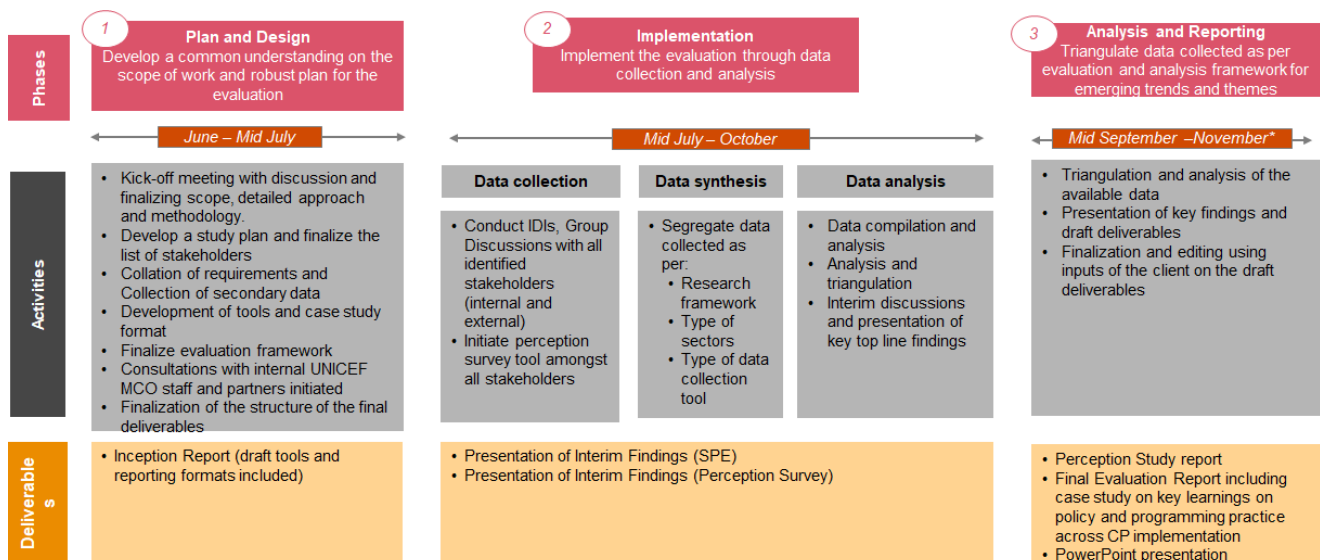 Phases
1
Plan and Design
Develop a common understanding on the
scope of work and robust plan for the
evaluation
2
Implementation
Implement the evaluation through data
collection and analysis
3
Analysis and Reporting
Triangulate data collected as per
evaluation and analysis framework for
emerging trends and themes
June – Mid July
Mid July – October
Mid September –November*
Activities
• Kick-off meeting with discussion and
finalizing scope, detailed approach
and methodology.
• Develop a study plan and finalize the
list of stakeholders
• Collation of requirements and
Collection of secondary data
• Development of tools and case study
format
• Finalize evaluation framework
• Consultations with internal UNICEF
MCO staff and partners initiated
• Finalization of the structure of the final
deliverables
Data collection
• Conduct IDIs, Group
Discussions with all
identified
stakeholders
(internal and
external)
• Initiate perception
survey tool amongst
all stakeholders
Data synthesis
• Segregate data
collected as
per:
• Research
framework
• Type of
sectors
• Type of data
collection
tool
Data analysis
• Data compilation and
analysis
• Analysis and
triangulation
• Interim discussions
and presentation of
key top line findings
• Triangulation and analysis of the
available data
• Presentation of key findings and
draft deliverables
• Finalization and editing using
inputs of the client on the draft
deliverables
Deliverable
s
• Inception Report (draft tools and
reporting formats included)
• Presentation of Interim Findings (SPE)
• Presentation of Interim Findings (Perception Survey)
• Perception Study report
• Final Evaluation Report including
case study on key learnings on
policy and programming practice
across CP implementation
• PowerPoint presentation